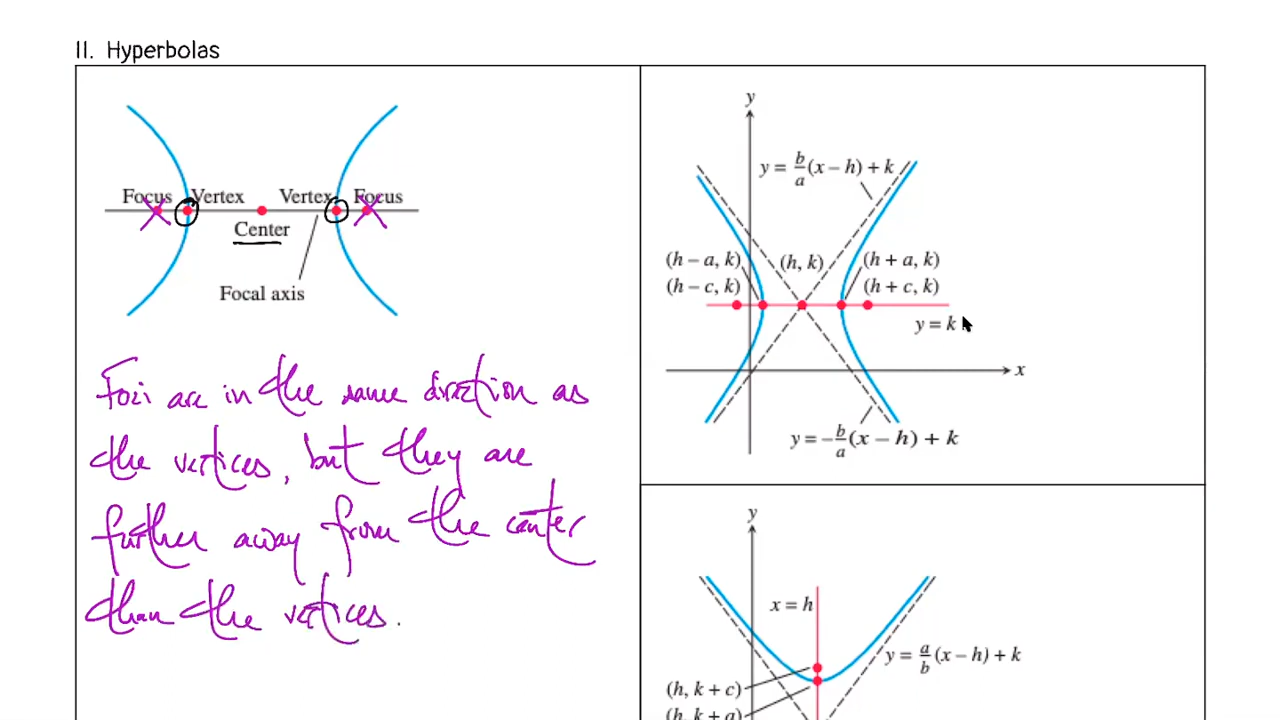 II. Hyperbolas
Focus Vertex Vertex Focus
Center
Focal axis
Foci are in the same direction as
the vertices, but they are
further away from the center
than the vertices.
y
y = b/a (x – h) + k
(h – a, k) (h, k) (h + a, k)
(h – c, k) (h + c, k)
y = k
x
y = –b/a (x – h) + k
y
x = h
y = a/b (x – h) + k
(h, k + c)
(h, k + a)